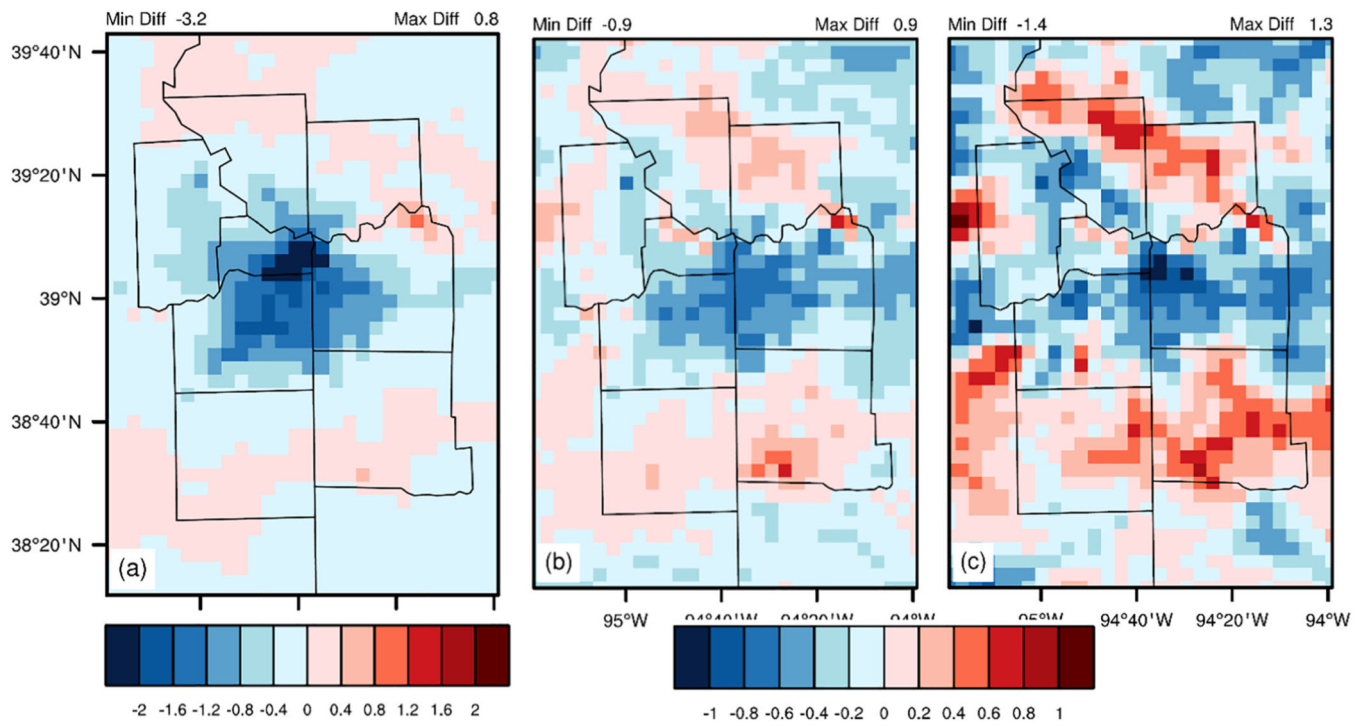 Min Diff -3.2 Max Diff 0.8
Min Diff -0.9 Max Diff 0.9
Min Diff -1.4 Max Diff 1.3
39°40'N
39°20'N
39°N
38°40'N
38°20'N
(a)
(b)
(c)
95°W 94°40'W 94°20'W 94°W
95°W 94°40'W 94°20'W 94°W
-2 -1.6 -1.2 -0.8 -0.4 0 0.4 0.8 1.2 1.6 2
-1 -0.8 -0.6 -0.4 -0.2 0 0.2 0.4 0.6 0.8 1